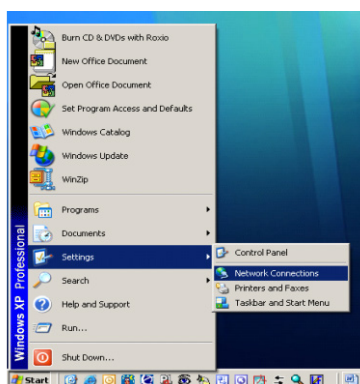 Burn CD & DVDs with Roxio
New Office Document
Open Office Document
Set Program Access and Defaults
Windows Catalog
Windows Update
WinZip
Programs
Documents
Settings
Search
Help and Support
Run...
Shut Down...
Control Panel
Network Connections
Printers and Faxes
Taskbar and Start Menu
Windows XP Professional
Start